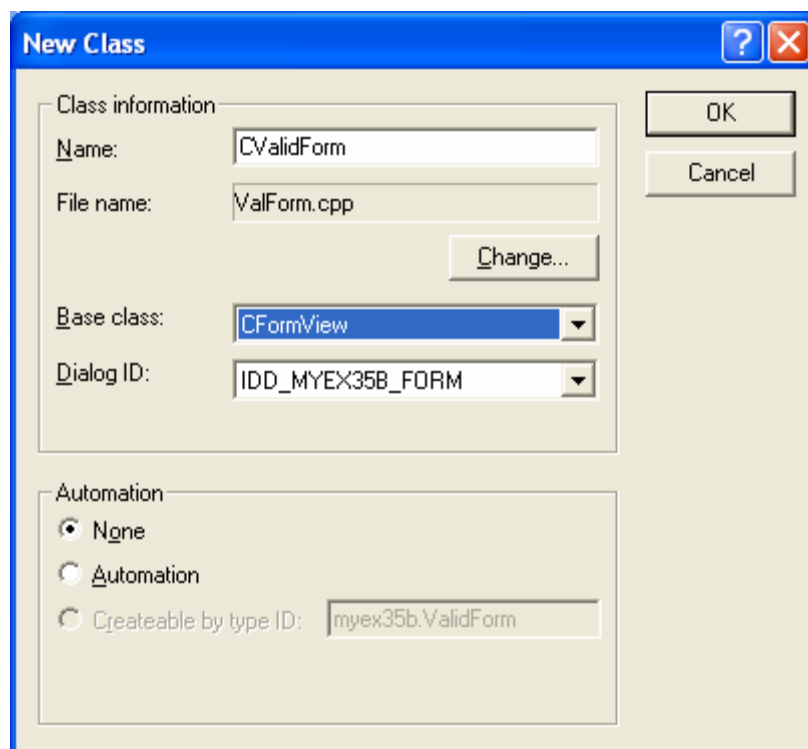 New Class
Class information
Name:
CValidForm
OK
File name:
ValForm.cpp
Cancel
Change...
Base class:
CFormView
Dialog ID:
IDD_MYEX35B_FORM
Automation
None
Automation
Createable by type ID:
myex35b.ValidForm